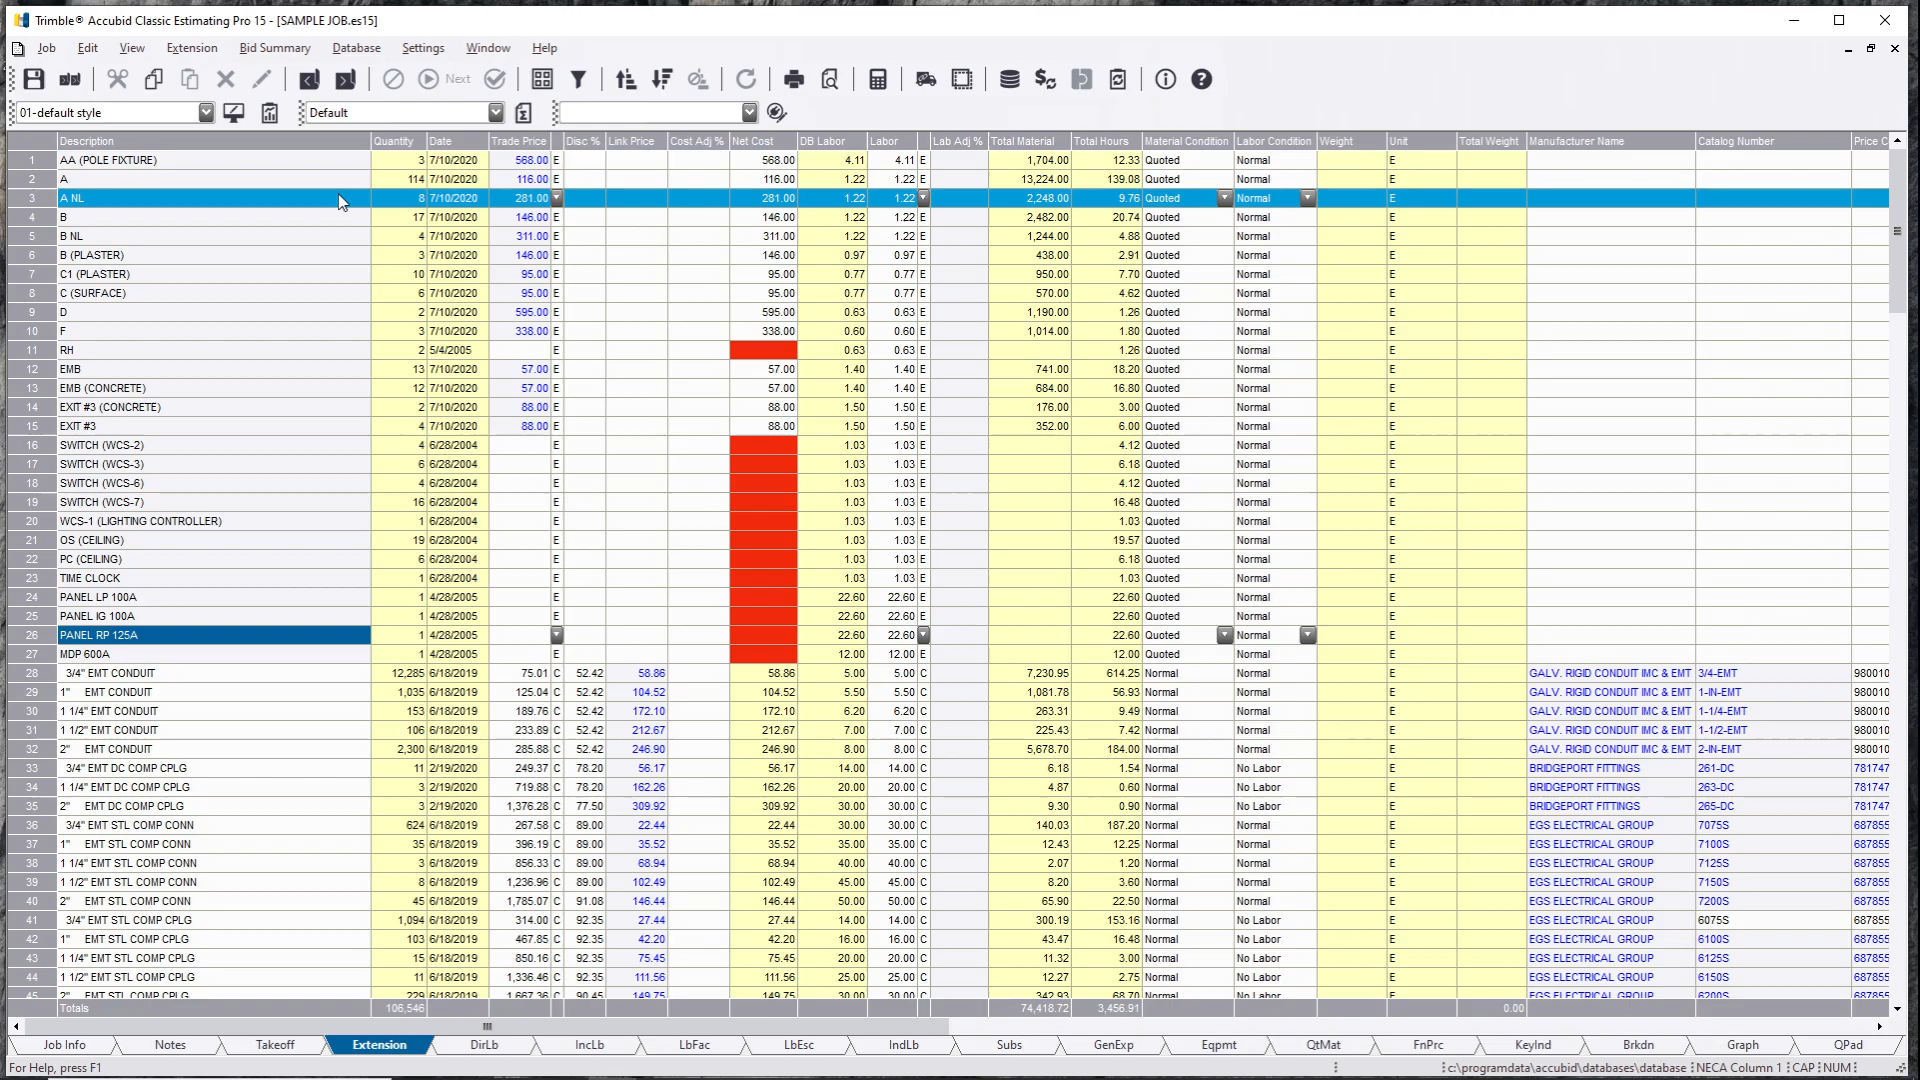 Trimble® Accubid Classic Estimating Pro 15 - [SAMPLE JOB.es15]
Job Edit View Extension Bid Summary Database Settings Window Help
Next
01-default style Default
Description Quantity Date Trade Price Disc % Link Price Cost Adj % Net Cost DB Labor Labor Lab Adj % Total Material Total Hours Material Condition Labor Condition Weight Unit Total Weight Manufacturer Name Catalog Number Price C
1 AA (POLE FIXTURE) 3 7/10/2020 568.00 E 568.00 4.11 4.11 E 1,704.00 12.33 Quoted Normal E
2 A 114 7/10/2020 116.00 E 116.00 1.22 1.22 E 13,224.00 139.08 Quoted Normal E
3 A NL 8 7/10/2020 281.00 281.00 1.22 1.22 2,248.00 9.76 Quoted Normal E
4 B 17 7/10/2020 146.00 E 146.00 1.22 1.22 E 2,482.00 20.74 Quoted Normal E
5 B NL 4 7/10/2020 311.00 E 311.00 1.22 1.22 E 1,244.00 4.88 Quoted Normal E
6 B (PLASTER) 3 7/10/2020 146.00 E 146.00 0.97 0.97 E 438.00 2.91 Quoted Normal E
7 C1 (PLASTER) 10 7/10/2020 95.00 E 95.00 0.77 0.77 E 950.00 7.70 Quoted Normal E
8 C (SURFACE) 6 7/10/2020 95.00 E 95.00 0.77 0.77 E 570.00 4.62 Quoted Normal E
9 D 2 7/10/2020 595.00 E 595.00 0.63 0.63 E 1,190.00 1.26 Quoted Normal E
10 F 3 7/10/2020 338.00 E 338.00 0.60 0.60 E 1,014.00 1.80 Quoted Normal E
11 RH 2 5/4/2005 E 0.63 0.63 E 1.26 Quoted Normal E
12 EMB 13 7/10/2020 57.00 E 57.00 1.40 1.40 E 741.00 18.20 Quoted Normal E
13 EMB (CONCRETE) 12 7/10/2020 57.00 E 57.00 1.40 1.40 E 684.00 16.80 Quoted Normal E
14 EXIT #3 (CONCRETE) 2 7/10/2020 88.00 E 88.00 1.50 1.50 E 176.00 3.00 Quoted Normal E
15 EXIT #3 4 7/10/2020 88.00 E 88.00 1.50 1.50 E 352.00 6.00 Quoted Normal E
16 SWITCH (WCS-2) 4 6/28/2004 E 1.03 1.03 E 4.12 Quoted Normal E
17 SWITCH (WCS-3) 6 6/28/2004 E 1.03 1.03 E 6.18 Quoted Normal E
18 SWITCH (WCS-6) 4 6/28/2004 E 1.03 1.03 E 4.12 Quoted Normal E
19 SWITCH (WCS-7) 16 6/28/2004 E 1.03 1.03 E 16.48 Quoted Normal E
20 WCS-1 (LIGHTING CONTROLLER) 1 6/28/2004 E 1.03 1.03 E 1.03 Quoted Normal E
21 OS (CEILING) 19 6/28/2004 E 1.03 1.03 E 19.57 Quoted Normal E
22 PC (CEILING) 6 6/28/2004 E 1.03 1.03 E 6.18 Quoted Normal E
23 TIME CLOCK 1 6/28/2004 E 1.03 1.03 E 1.03 Quoted Normal E
24 PANEL LP 100A 1 4/28/2005 E 22.60 22.60 E 22.60 Quoted Normal E
25 PANEL IG 100A 1 4/28/2005 E 22.60 22.60 E 22.60 Quoted Normal E
26 PANEL RP 125A 1 4/28/2005 22.60 22.60 22.60 Quoted Normal E
27 MDP 600A 1 4/28/2005 E 12.00 12.00 E 12.00 Quoted Normal E
28 3/4" EMT CONDUIT 12,285 6/18/2019 75.01 C 52.42 58.86 58.86 5.00 5.00 C 7,230.95 614.25 Normal Normal E GALV. RIGID CONDUIT IMC & EMT 3/4-EMT 980010
29 1" EMT CONDUIT 1,035 6/18/2019 125.04 C 52.42 104.52 104.52 5.50 5.50 C 1,081.78 56.93 Normal Normal E GALV. RIGID CONDUIT IMC & EMT 1-IN-EMT 980010
30 1 1/4" EMT CONDUIT 153 6/18/2019 189.76 C 52.42 172.10 172.10 6.20 6.20 C 263.31 9.49 Normal Normal E GALV. RIGID CONDUIT IMC & EMT 1-1/4-EMT 980010
31 1 1/2" EMT CONDUIT 106 6/18/2019 233.89 C 52.42 212.67 212.67 7.00 7.00 C 225.43 7.42 Normal Normal E GALV. RIGID CONDUIT IMC & EMT 1-1/2-EMT 980010
32 2" EMT CONDUIT 2,300 6/18/2019 285.88 C 52.42 246.90 246.90 8.00 8.00 C 5,678.70 184.00 Normal Normal E GALV. RIGID CONDUIT IMC & EMT 2-IN-EMT 980010
33 3/4" EMT DC COMP CPLG 11 2/19/2020 249.37 C 78.20 56.17 56.17 14.00 14.00 C 6.18 1.54 Normal No Labor E BRIDGEPORT FITTINGS 261-DC 781747
34 1 1/4" EMT DC COMP CPLG 3 2/19/2020 719.88 C 78.20 162.26 162.26 20.00 20.00 C 4.87 0.60 Normal No Labor E BRIDGEPORT FITTINGS 263-DC 781747
35 2" EMT DC COMP CPLG 3 2/19/2020 1,376.28 C 77.50 309.92 309.92 30.00 30.00 C 9.30 0.90 Normal No Labor E BRIDGEPORT FITTINGS 265-DC 781747
36 3/4" EMT STL COMP CONN 624 6/18/2019 267.58 C 89.00 22.44 22.44 30.00 30.00 C 140.03 187.20 Normal Normal E EGS ELECTRICAL GROUP 7075S 687855
37 1" EMT STL COMP CONN 35 6/18/2019 396.19 C 89.00 35.52 35.52 35.00 35.00 C 12.43 12.25 Normal Normal E EGS ELECTRICAL GROUP 7100S 687855
38 1 1/4" EMT STL COMP CONN 3 6/18/2019 856.33 C 89.00 68.94 68.94 40.00 40.00 C 2.07 1.20 Normal Normal E EGS ELECTRICAL GROUP 7125S 687855
39 1 1/2" EMT STL COMP CONN 8 6/18/2019 1,236.96 C 89.00 102.49 102.49 45.00 45.00 C 8.20 3.60 Normal Normal E EGS ELECTRICAL GROUP 7150S 687855
40 2" EMT STL COMP CONN 45 6/18/2019 1,785.07 C 91.08 146.44 146.44 50.00 50.00 C 65.90 22.50 Normal Normal E EGS ELECTRICAL GROUP 7200S 687855
41 3/4" EMT STL COMP CPLG 1,094 6/18/2019 314.00 C 92.35 27.44 27.44 14.00 14.00 C 300.19 153.16 Normal No Labor E EGS ELECTRICAL GROUP 6075S 687855
42 1" EMT STL COMP CPLG 103 6/18/2019 467.85 C 92.35 42.20 42.20 16.00 16.00 C 43.47 16.48 Normal No Labor E EGS ELECTRICAL GROUP 6100S 687855
43 1 1/4" EMT STL COMP CPLG 15 6/18/2019 850.16 C 92.35 75.45 75.45 20.00 20.00 C 11.32 3.00 Normal No Labor E EGS ELECTRICAL GROUP 6125S 687855
44 1 1/2" EMT STL COMP CPLG 11 6/18/2019 1,336.46 C 92.35 111.56 111.56 25.00 25.00 C 12.27 2.75 Normal No Labor E EGS ELECTRICAL GROUP 6150S 687855
45 2" EMT STL COMP CPLG 229 6/18/2019 1,667.36 C 90.45 149.75 149.75 30.00 30.00 C 342.93 68.70 Normal No Labor E EGS ELECTRICAL GROUP 6200S 687855
Totals 106,546 74,418.72 3,456.91 0.00
Job Info Notes Takeoff Extension DirLb IncLb LbFac LbEsc IndLb Subs GenExp Eqpmt QtMat FnPrc KeyInd Brkdn Graph QPad
For Help, press F1 c:\programdata\accubid\databases\database NECA Column 1 CAP NUM